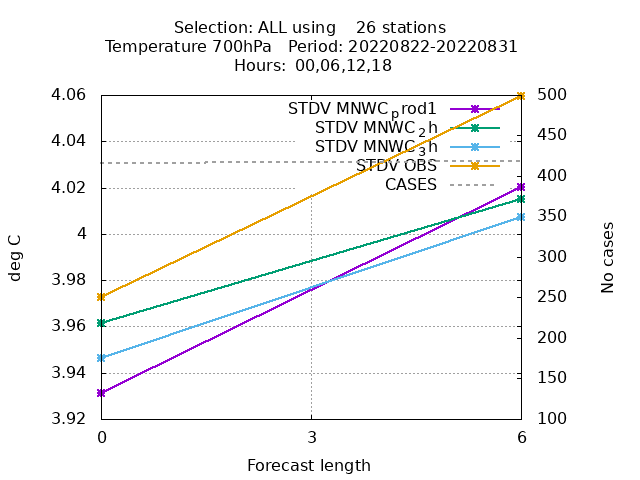 Selection: ALL using    26 stations
Temperature 700hPa   Period: 20220822-20220831
Hours:  00,06,12,18
STDV MNWC_prod1
STDV MNWC_2h
STDV MNWC_3h
STDV OBS
CASES
4.06
4.04
4.02
4
3.98
3.96
3.94
3.92
500
450
400
350
300
250
200
150
100
deg C
No cases
0 3 6
Forecast length